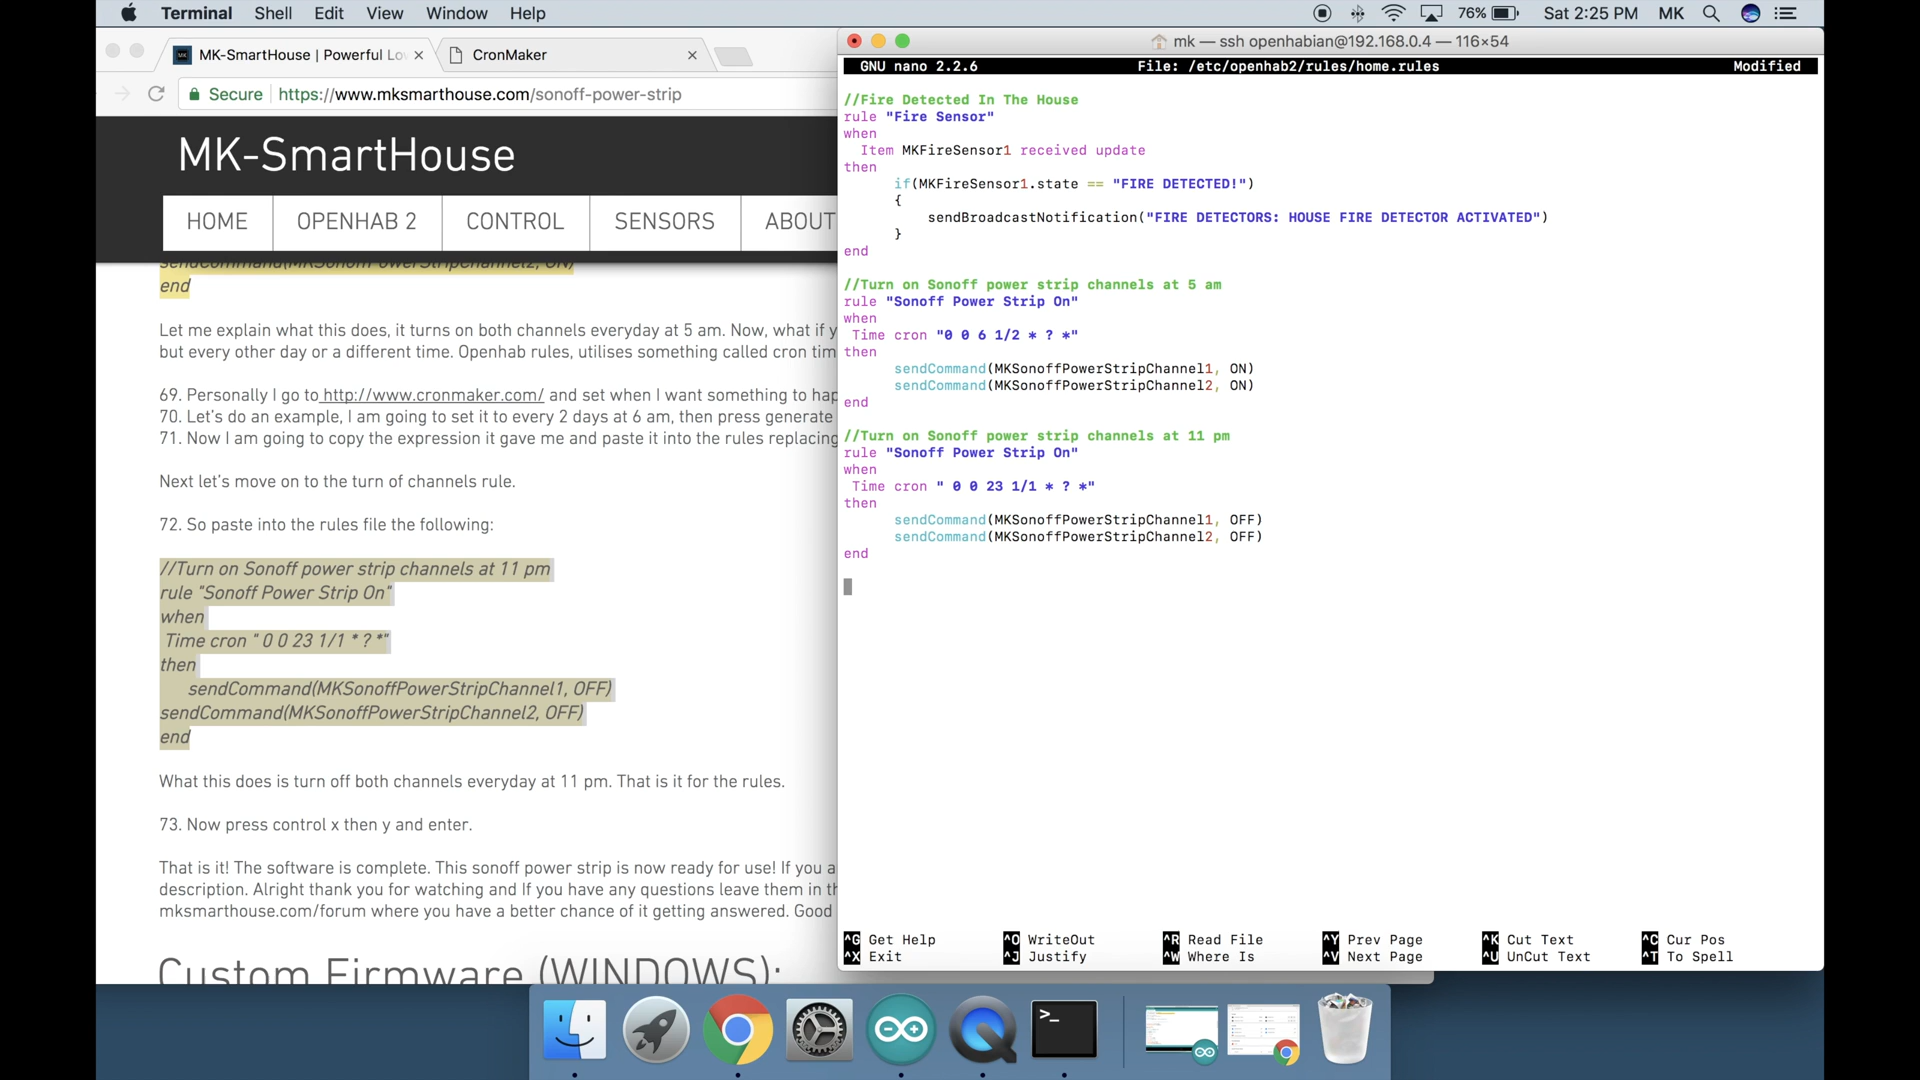 Terminal Shell Edit View Window Help 76% Sat 2:25 PM MK
MK-SmartHouse | Powerful Lo
CronMaker
Secure https://www.mksmarthouse.com/sonoff-power-strip
MK-SmartHouse
HOME OPENHAB 2 CONTROL SENSORS ABOUT
sendCommand(MKSonoffPowerStripChannel2, ON)
end
Let me explain what this does, it turns on both channels everyday at 5 am. Now, what if y
but every other day or a different time. Openhab rules, utilises something called cron tim
69. Personally I go to http://www.cronmaker.com/ and set when I want something to hap
70. Let's do an example, I am going to set it to every 2 days at 6 am, then press generate
71. Now I am going to copy the expression it gave me and paste it into the rules replacing
Next let's move on to the turn of channels rule.
72. So paste into the rules file the following:
//Turn on Sonoff power strip channels at 11 pm
rule "Sonoff Power Strip On"
when
Time cron " 0 0 23 1/1 * ? *"
then
sendCommand(MKSonoffPowerStripChannel1, OFF)
sendCommand(MKSonoffPowerStripChannel2, OFF)
end
What this does is turn off both channels everyday at 11 pm. That is it for the rules.
73. Now press control x then y and enter.
That is it! The software is complete. This sonoff power strip is now ready for use! If you a
description. Alright thank you for watching and If you have any questions leave them in th
mksmarthouse.com/forum where you have a better chance of it getting answered. Good
Custom Firmware (WINDOWS):
mk — ssh openhabian@192.168.0.4 — 116×54
GNU nano 2.2.6 File: /etc/openhab2/rules/home.rules Modified
//Fire Detected In The House
rule "Fire Sensor"
when
Item MKFireSensor1 received update
then
if(MKFireSensor1.state == "FIRE DETECTED!")
{
sendBroadcastNotification("FIRE DETECTORS: HOUSE FIRE DETECTOR ACTIVATED")
}
end
//Turn on Sonoff power strip channels at 5 am
rule "Sonoff Power Strip On"
when
Time cron "0 0 6 1/2 * ? *"
then
sendCommand(MKSonoffPowerStripChannel1, ON)
sendCommand(MKSonoffPowerStripChannel2, ON)
end
//Turn on Sonoff power strip channels at 11 pm
rule "Sonoff Power Strip On"
when
Time cron " 0 0 23 1/1 * ? *"
then
sendCommand(MKSonoffPowerStripChannel1, OFF)
sendCommand(MKSonoffPowerStripChannel2, OFF)
end
^G Get Help ^O WriteOut ^R Read File ^Y Prev Page ^K Cut Text ^C Cur Pos
^X Exit ^J Justify ^W Where Is ^V Next Page ^U UnCut Text ^T To Spell